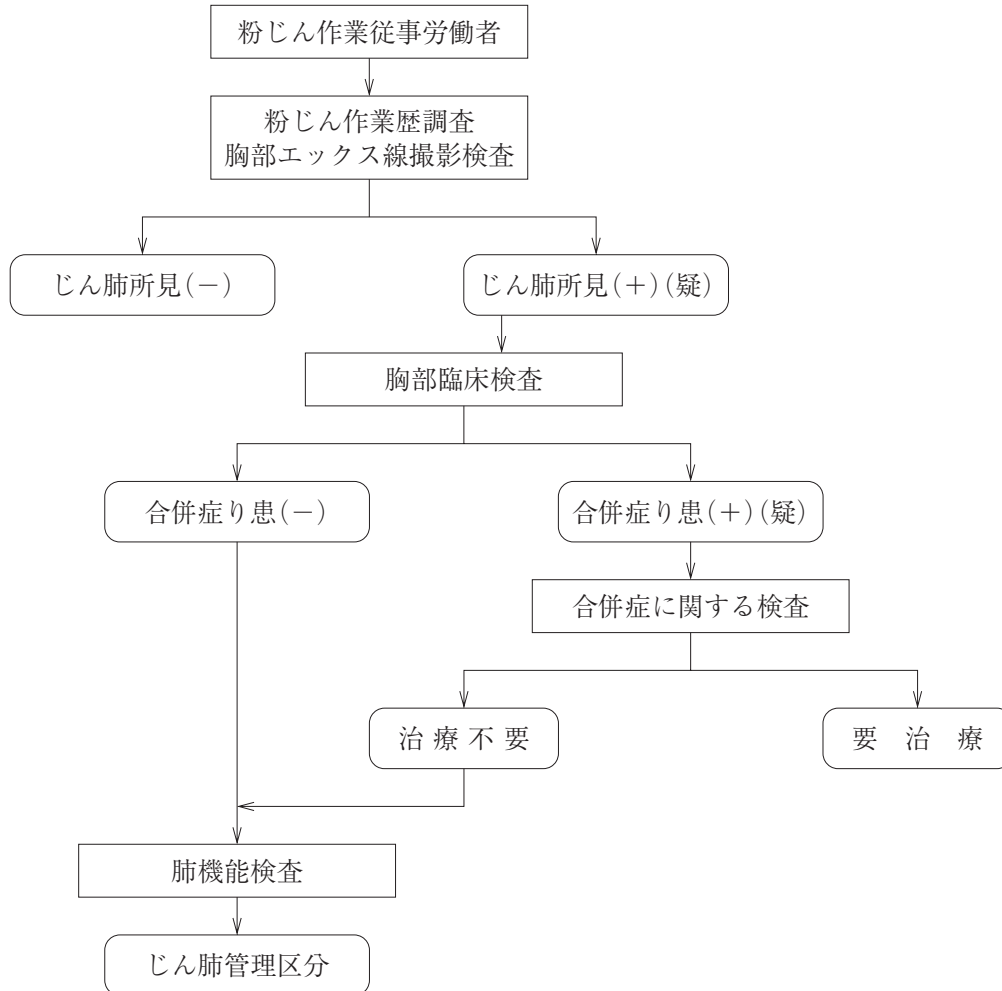 粉じん作業従事労働者
粉じん作業歴調査
胸部エックス線撮影検査
じん肺所見(－)
じん肺所見(＋)(疑)
胸部臨床検査
合併症り患(－)
合併症り患(＋)(疑)
合併症に関する検査
治療不要
要治療
肺機能検査
じん肺管理区分